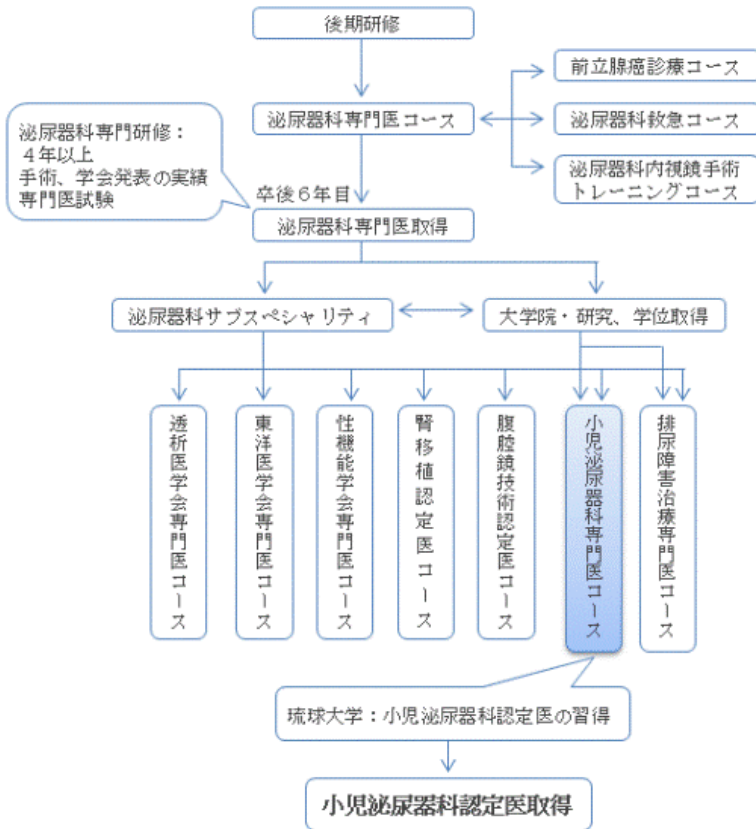 後期研修
前立腺癌診療コース
泌尿器科専門医コース
泌尿器科救急コース
泌尿器科内視鏡手術
トレーニングコース
泌尿器科専門研修：
４年以上
手術、学会発表の実績
専門医試験
卒後６年目
泌尿器科専門医取得
泌尿器科サブスペシャリティ
大学院・研究、学位取得
透析医学会専門医コース
東洋医学会専門医コース
性機能学会専門医コース
腎移植認定医コース
腹腔鏡技術認定医コース
小児泌尿器科専門医コース
排尿障害治療専門医コース
琉球大学：小児泌尿器科認定医の習得
小児泌尿器科認定医取得